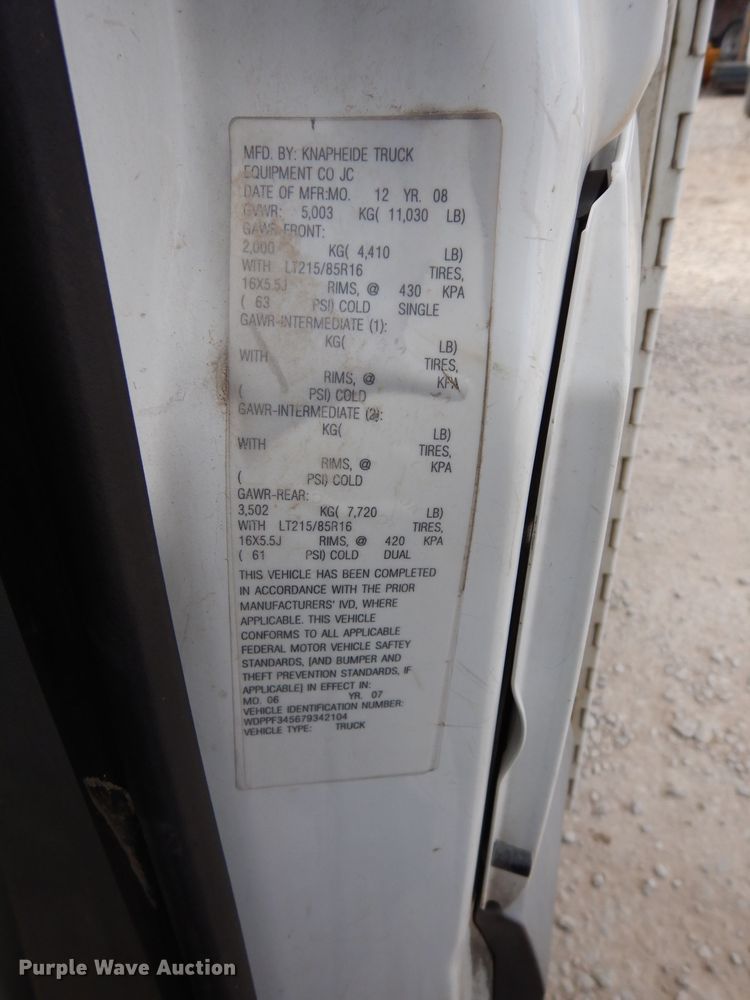 MFD. BY: KNAPHEIDE TRUCK
EQUIPMENT CO JC
DATE OF MFR:MO. 12 YR. 08
GVWR: 5,003 KG( 11,030 LB)
GAWR-FRONT:
2,000 KG( 4,410 LB)
WITH LT215/85R16 TIRES,
16X5.5J RIMS, @ 430 KPA
( 63 PSI) COLD SINGLE
GAWR-INTERMEDIATE (1):
KG( LB)
WITH TIRES,
RIMS, @ KPA
( PSI) COLD
GAWR-INTERMEDIATE (2):
KG( LB)
WITH TIRES,
RIMS, @ KPA
( PSI) COLD
GAWR-REAR:
3,502 KG( 7,720 LB)
WITH LT215/85R16 TIRES,
16X5.5J RIMS, @ 420 KPA
( 61 PSI) COLD DUAL
THIS VEHICLE HAS BEEN COMPLETED
IN ACCORDANCE WITH THE PRIOR
MANUFACTURERS' IVD, WHERE
APPLICABLE. THIS VEHICLE
CONFORMS TO ALL APPLICABLE
FEDERAL MOTOR VEHICLE SAFTEY
STANDARDS, [AND BUMPER AND
THEFT PREVENTION STANDARDS, IF
APPLICABLE] IN EFFECT IN:
MO. 06 YR. 07
VEHICLE IDENTIFICATION NUMBER:
WDPPF345679342104
VEHICLE TYPE: TRUCK
Purple Wave Auction